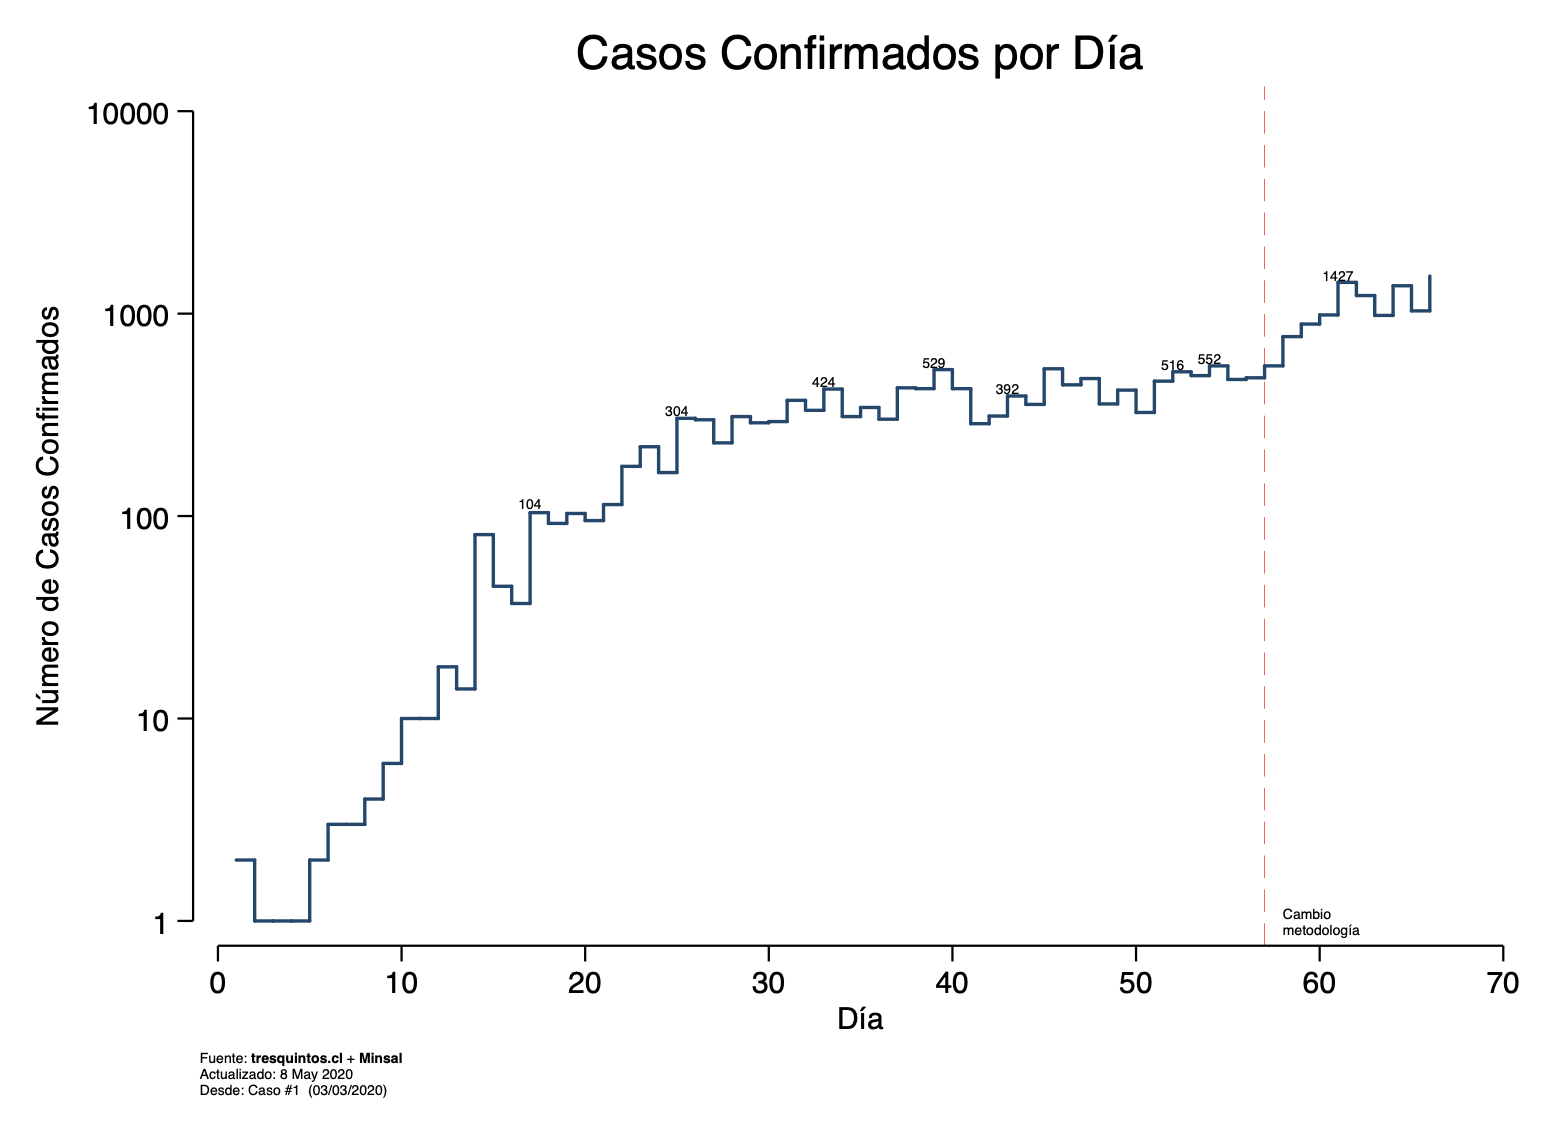 Casos Confirmados por Día
Número de Casos Confirmados
10000
1000
100
10
1
104
304
424
529
392
516
552
1427
Cambio
metodología
0 10 20 30 40 50 60 70
Día
Fuente: tresquintos.cl + Minsal
Actualizado: 8 May 2020
Desde: Caso #1 (03/03/2020)